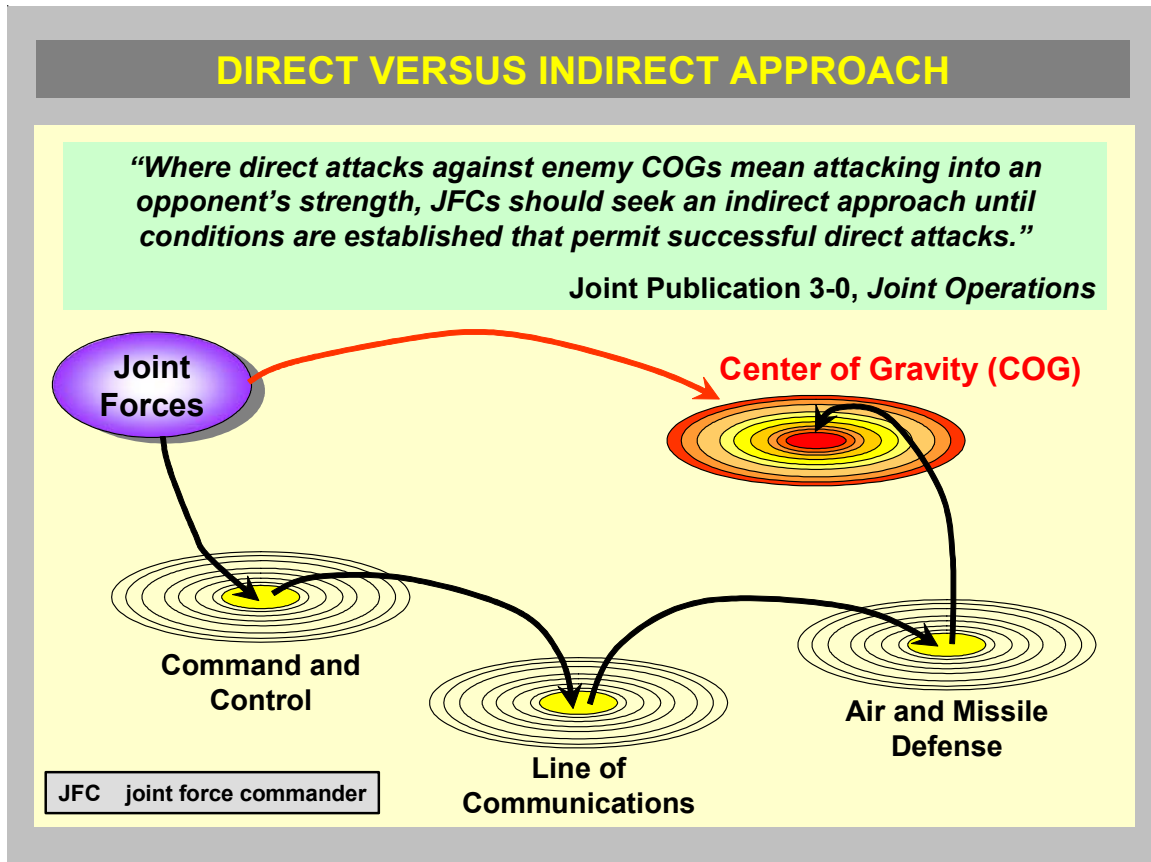 DIRECT VERSUS INDIRECT APPROACH
“Where direct attacks against enemy COGs mean attacking into an
opponent’s strength, JFCs should seek an indirect approach until
conditions are established that permit successful direct attacks.”
Joint Publication 3-0, Joint Operations
Joint
Forces
Center of Gravity (COG)
Command and
Control
Line of
Communications
Air and Missile
Defense
JFC joint force commander